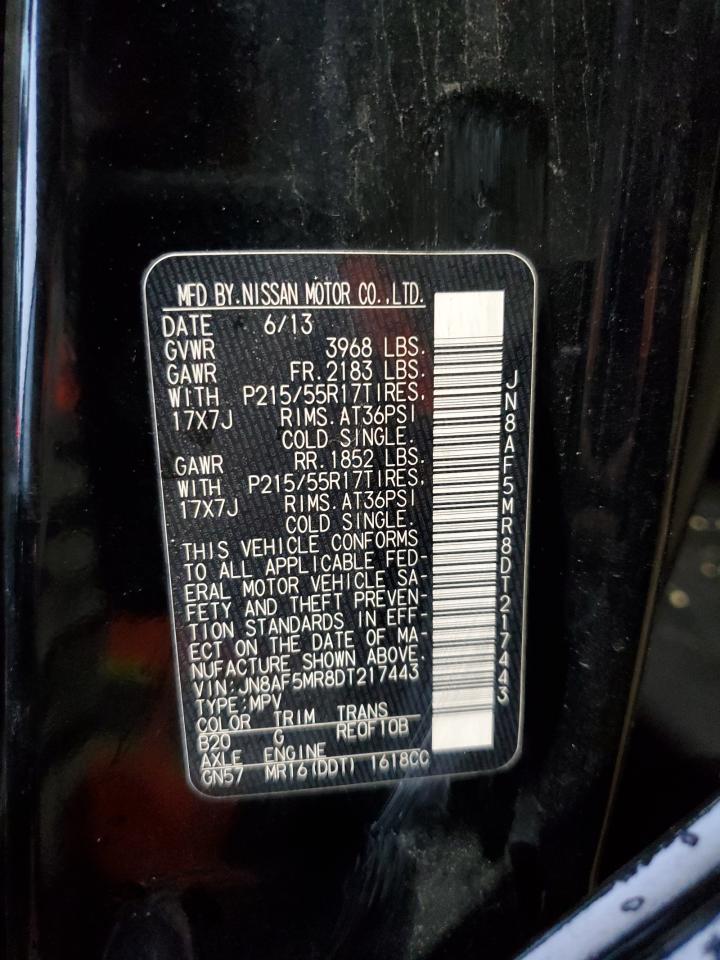 MFD BY.NISSAN MOTOR CO.,LTD.
DATE 6/13
GVWR 3968 LBS.
GAWR FR.2183 LBS.
WITH P215/55R17TIRES,
17X7J RIMS.AT36PSI
COLD SINGLE.
GAWR RR.1852 LBS.
WITH P215/55R17TIRES,
17X7J RIMS.AT36PSI
COLD SINGLE.
THIS VEHICLE CONFORMS
TO ALL APPLICABLE FED-
ERAL MOTOR VEHICLE SA-
FETY AND THEFT PREVEN-
TION STANDARDS IN EFF-
ECT ON THE DATE OF MA-
NUFACTURE SHOWN ABOVE.
VIN:JN8AF5MR8DT217443
TYPE:MPV
COLOR TRIM TRANS
B20 G RE0F10B
AXLE ENGINE
GN57 MR16(DDT) 1618CC
JN8AF5MR8DT217443